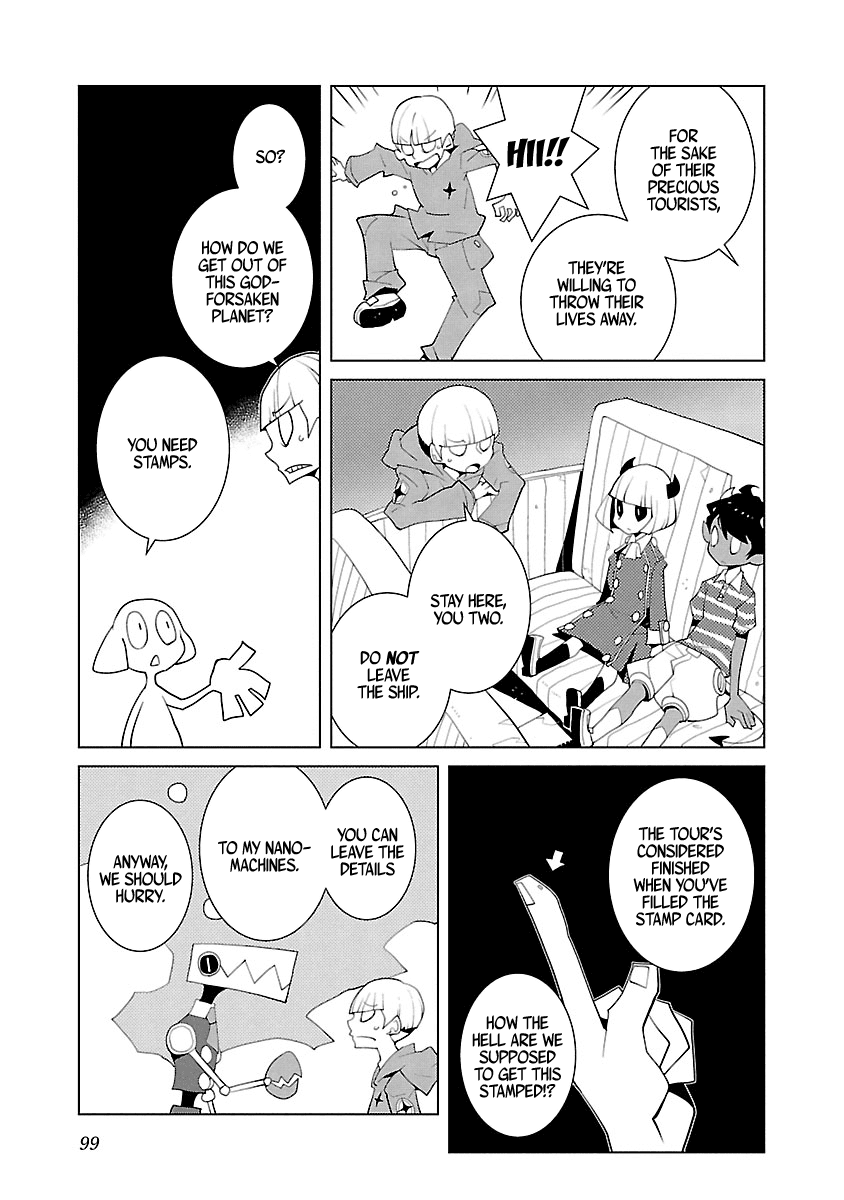 FOR
THE SAKE
OF THEIR
PRECIOUS
TOURISTS,
THEY'RE
WILLING TO
THROW THEIR
LIVES AWAY.
HII!!
SO?
HOW DO WE
GET OUT OF
THIS GOD-
FORSAKEN
PLANET?
YOU NEED
STAMPS.
STAY HERE,
YOU TWO.
DO NOT
LEAVE
THE SHIP.
THE TOUR'S
CONSIDERED
FINISHED
WHEN YOU'VE
FILLED THE
STAMP CARD.
HOW THE
HELL ARE WE
SUPPOSED
TO GET THIS
STAMPED!?
YOU CAN
LEAVE THE
DETAILS
TO MY NANO-
MACHINES.
ANYWAY,
WE SHOULD
HURRY.
99